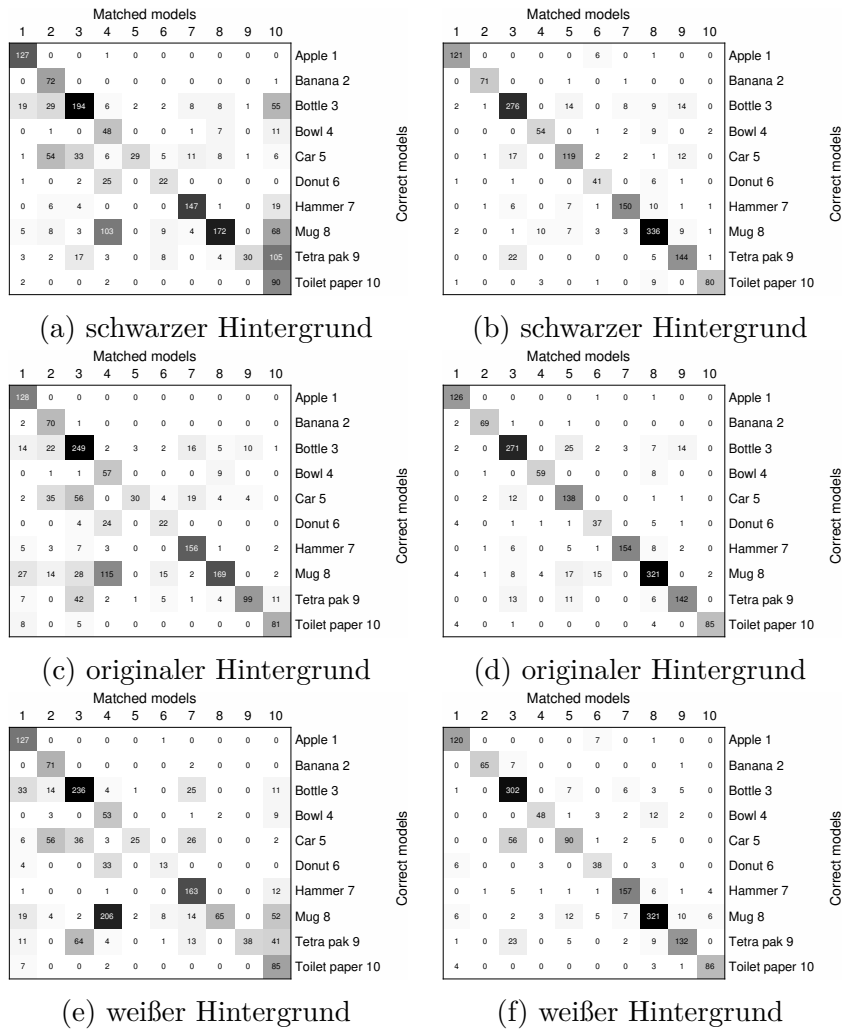 Matched models
1 2 3 4 5 6 7 8 9 10
127 0 0 1 0 0 0 0 0 0 Apple 1
0 72 0 0 0 0 0 0 0 1 Banana 2
19 29 194 6 2 2 8 8 1 55 Bottle 3
0 1 0 48 0 0 1 7 0 11 Bowl 4
1 54 33 6 29 5 11 8 1 6 Car 5
1 0 2 25 0 22 0 0 0 0 Donut 6
0 6 4 0 0 0 147 1 0 19 Hammer 7
5 8 3 103 0 9 4 172 0 68 Mug 8
3 2 17 3 0 8 0 4 30 105 Tetra pak 9
2 0 0 2 0 0 0 0 0 90 Toilet paper 10
Correct models
(a) schwarzer Hintergrund
Matched models
1 2 3 4 5 6 7 8 9 10
121 0 0 0 0 6 0 1 0 0 Apple 1
0 71 0 0 1 0 1 0 0 0 Banana 2
2 1 276 0 14 0 8 9 14 0 Bottle 3
0 0 0 54 0 1 2 9 0 2 Bowl 4
0 1 17 0 119 2 2 1 12 0 Car 5
1 0 1 0 0 41 0 6 1 0 Donut 6
0 1 6 0 7 1 150 10 1 1 Hammer 7
2 0 1 10 7 3 3 336 9 1 Mug 8
0 0 22 0 0 0 0 5 144 1 Tetra pak 9
1 0 0 3 0 1 0 9 0 80 Toilet paper 10
Correct models
(b) schwarzer Hintergrund
Matched models
1 2 3 4 5 6 7 8 9 10
128 0 0 0 0 0 0 0 0 0 Apple 1
2 70 1 0 0 0 0 0 0 0 Banana 2
14 22 249 2 3 2 16 5 10 1 Bottle 3
0 1 1 57 0 0 0 9 0 0 Bowl 4
2 35 56 0 30 4 19 4 4 0 Car 5
0 0 4 24 0 22 0 0 0 0 Donut 6
5 3 7 3 0 0 156 1 0 2 Hammer 7
27 14 28 115 0 15 2 169 0 2 Mug 8
7 0 42 2 1 5 1 4 99 11 Tetra pak 9
8 0 5 0 0 0 0 0 0 81 Toilet paper 10
Correct models
(c) originaler Hintergrund
Matched models
1 2 3 4 5 6 7 8 9 10
126 0 0 0 0 1 0 1 0 0 Apple 1
2 69 1 0 0 0 0 1 0 0 Banana 2
2 0 271 0 25 2 3 7 14 0 Bottle 3
0 1 0 59 0 0 0 8 0 0 Bowl 4
0 2 12 0 138 0 0 1 1 0 Car 5
4 0 1 1 1 37 0 5 1 0 Donut 6
0 1 6 0 5 1 154 8 2 0 Hammer 7
4 1 8 4 17 15 0 321 0 2 Mug 8
0 0 13 0 11 0 0 6 142 0 Tetra pak 9
4 0 1 0 0 0 0 4 0 85 Toilet paper 10
Correct models
(d) originaler Hintergrund
Matched models
1 2 3 4 5 6 7 8 9 10
127 0 0 0 0 1 0 0 0 0 Apple 1
0 71 0 0 0 0 2 0 0 0 Banana 2
33 14 236 4 1 0 25 0 0 11 Bottle 3
0 3 0 53 0 0 1 2 0 9 Bowl 4
6 56 36 3 25 0 26 0 0 2 Car 5
4 0 0 33 0 13 0 0 0 0 Donut 6
1 0 0 1 0 0 163 0 0 12 Hammer 7
19 4 2 206 2 8 14 65 0 52 Mug 8
11 0 64 4 0 1 13 0 38 41 Tetra pak 9
7 0 0 2 0 0 0 0 0 85 Toilet paper 10
Correct models
(e) weißer Hintergrund
Matched models
1 2 3 4 5 6 7 8 9 10
120 0 0 0 0 7 0 1 0 0 Apple 1
0 65 7 0 0 0 0 1 0 0 Banana 2
1 0 302 0 7 0 6 3 5 0 Bottle 3
0 0 0 48 1 3 2 12 2 0 Bowl 4
0 0 56 0 90 1 2 5 0 0 Car 5
6 0 0 0 0 38 0 3 0 0 Donut 6
0 1 5 1 1 1 157 6 1 4 Hammer 7
6 0 2 3 12 5 7 321 10 6 Mug 8
1 0 23 0 5 0 2 9 132 0 Tetra pak 9
4 0 0 0 0 0 0 3 1 86 Toilet paper 10
Correct models
(f) weißer Hintergrund